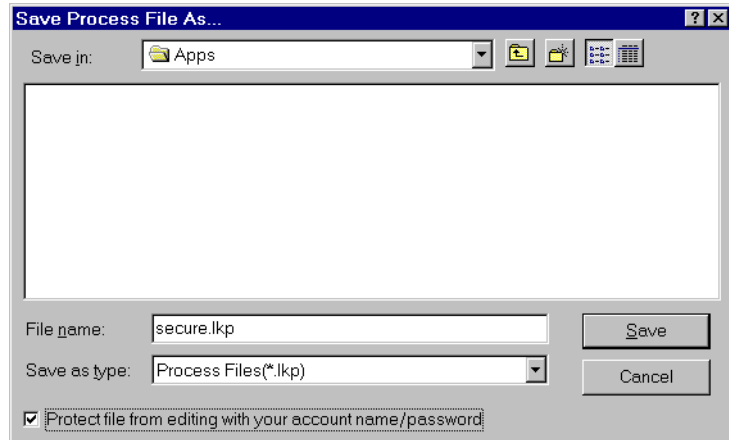 Save Process File As...
Save in: Apps
File name: secure.lkp
Save
Save as type: Process Files(*.lkp)
Cancel
Protect file from editing with your account name/password